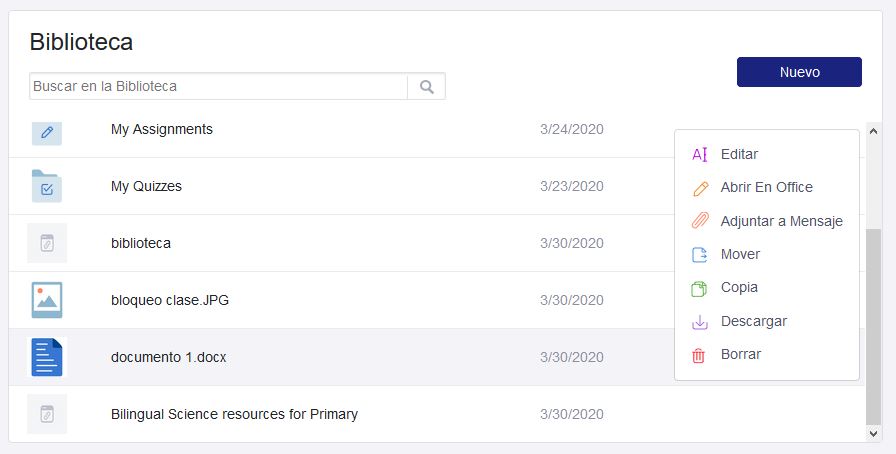 Biblioteca
Buscar en la Biblioteca
Nuevo
My Assignments 3/24/2020
My Quizzes 3/23/2020
biblioteca 3/30/2020
bloqueo clase.JPG 3/30/2020
documento 1.docx 3/30/2020
Bilingual Science resources for Primary 3/30/2020
Editar
Abrir En Office
Adjuntar a Mensaje
Mover
Copia
Descargar
Borrar